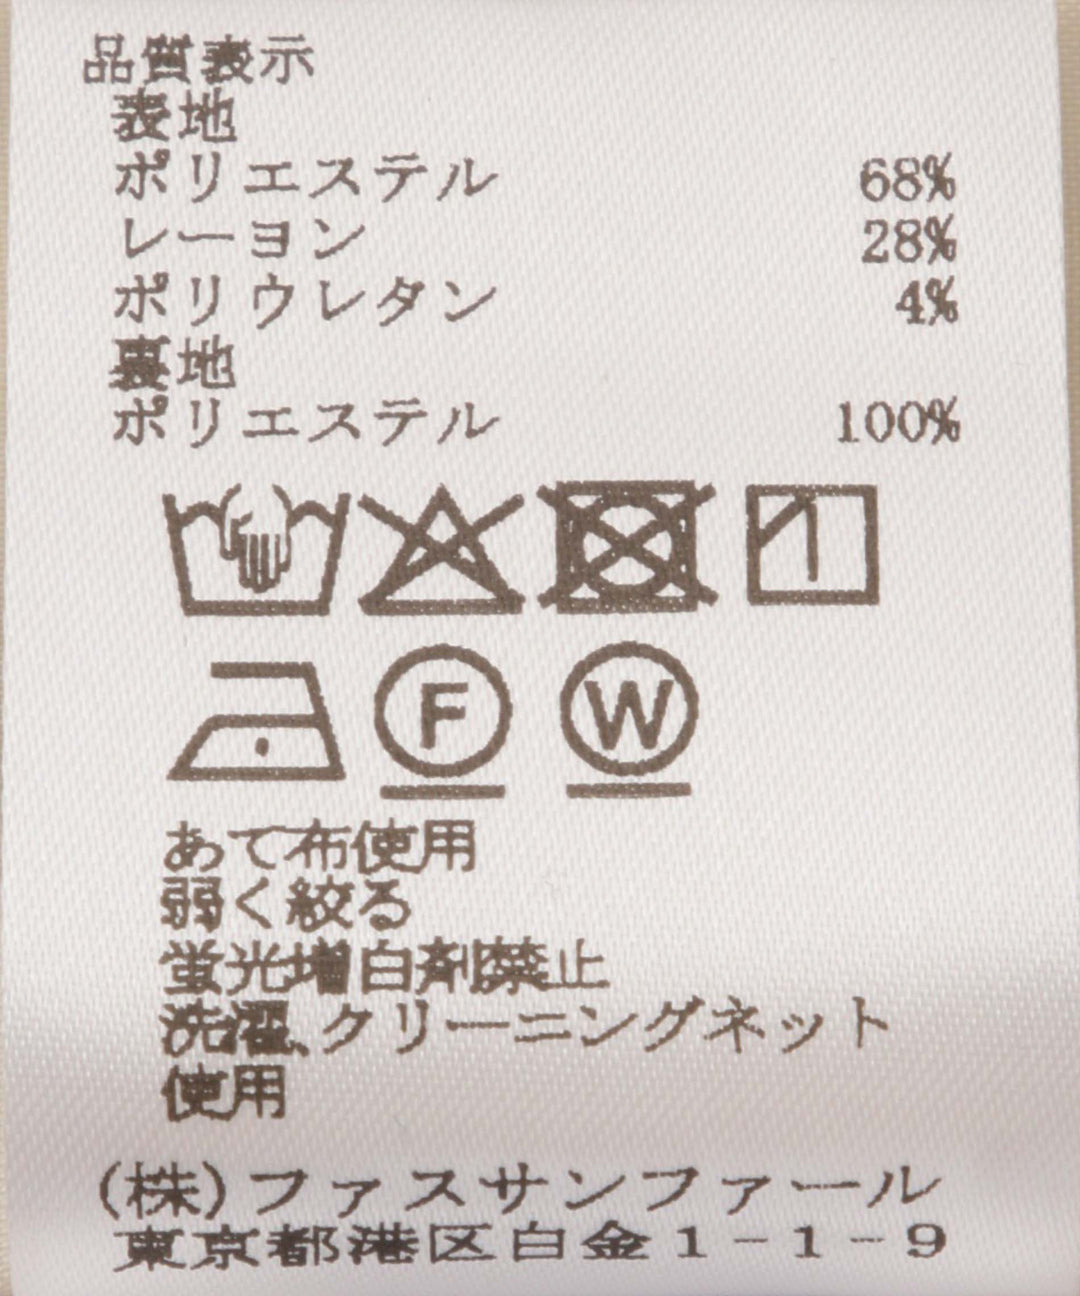 品質表示
表地
ポリエステル 68%
レーヨン 28%
ポリウレタン 4%
裏地
ポリエステル 100%
F W
あて布使用
弱く絞る
蛍光増白剤禁止
洗濯、クリーニングネット
使用
(株)ファスサンファール
東京都港区白金1-1-9